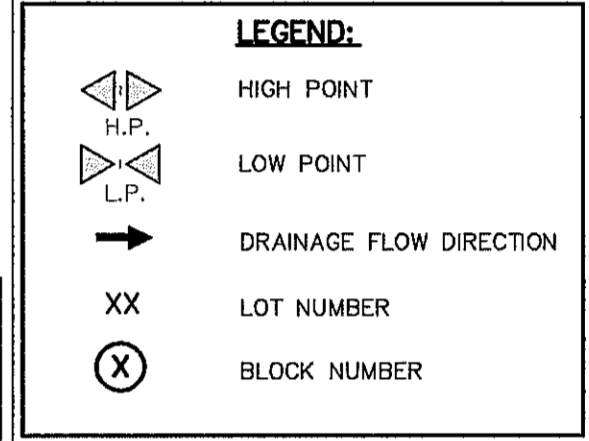 LEGEND:
HIGH POINT
H.P.
LOW POINT
L.P.
DRAINAGE FLOW DIRECTION
XX LOT NUMBER
X BLOCK NUMBER